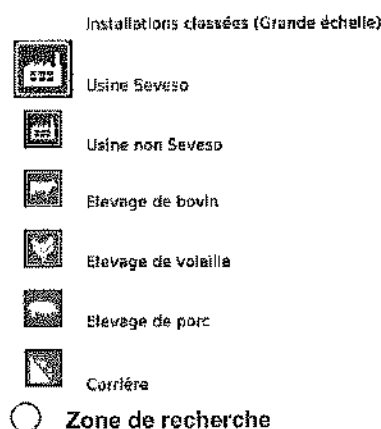 Installations classées (Grande échelle)
Usine Seveso
Usine non Seveso
Elevage de bovin
Elevage de volaille
Elevage de porc
Carrière
Zone de recherche